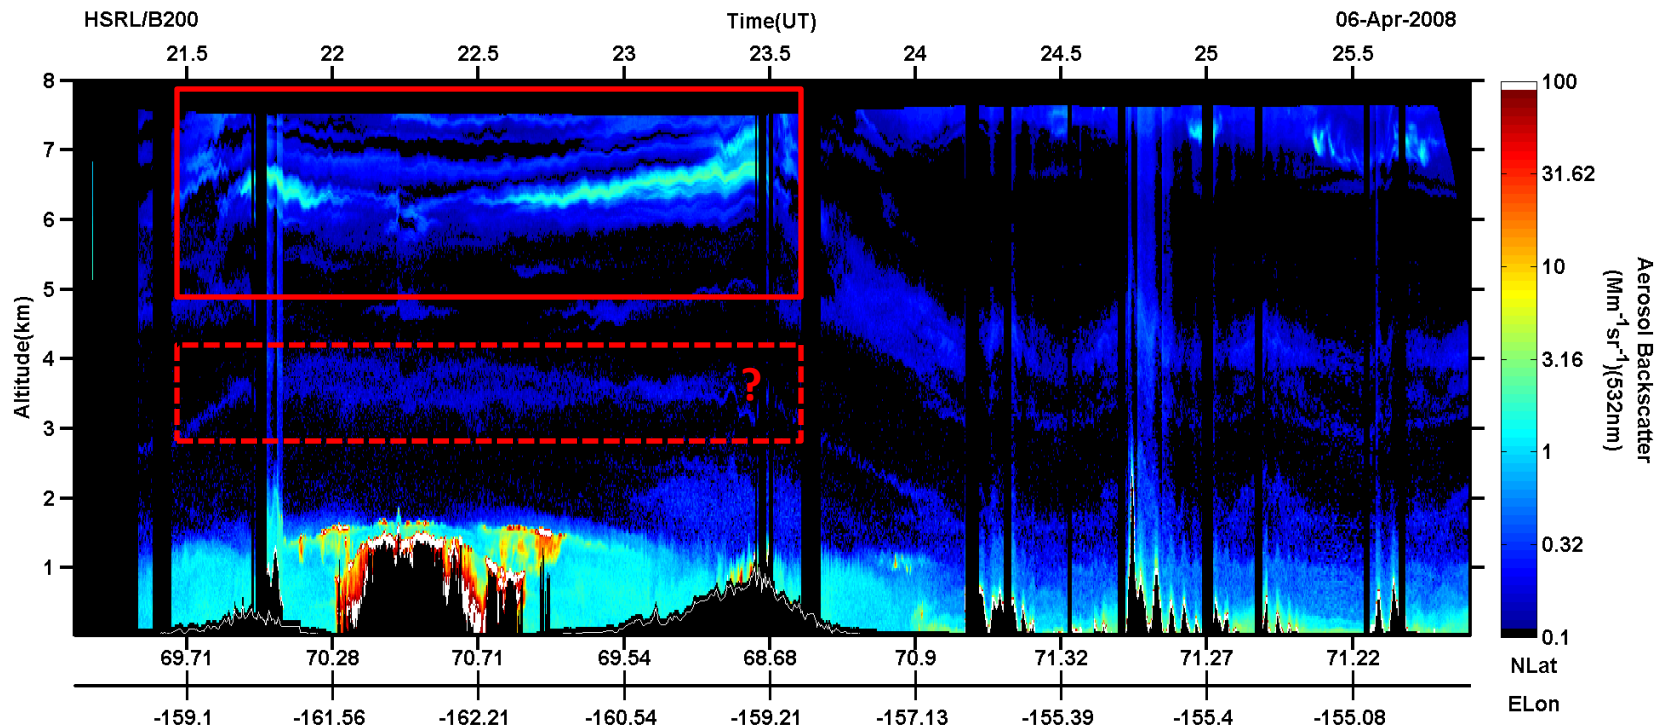 HSRL/B200 Time(UT) 06-Apr-2008
21.5 22 22.5 23 23.5 24 24.5 25 25.5
8
7
6
5
4
3
2
1
Altitude(km)
?
100
31.62
10
3.16
1
0.32
0.1
Aerosol Backscatter
(Mm-1sr-1)(532nm)
69.71 70.28 70.71 69.54 68.68 70.9 71.32 71.27 71.22 NLat
-159.1 -161.56 -162.21 -160.54 -159.21 -157.13 -155.39 -155.4 -155.08 ELon